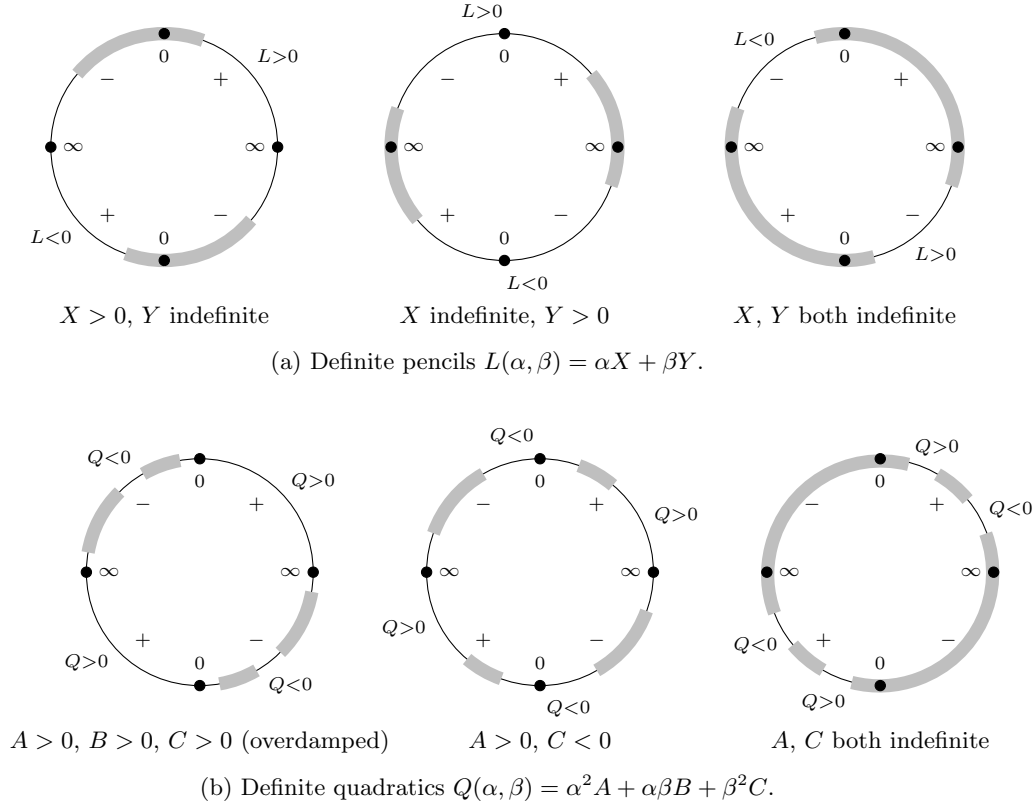 L>0
L<0
0
L>0
0
0
− + − + − +
L>0
∞ ∞ ∞ ∞ ∞ ∞
+ − + − + −
L<0
0
0
0
L>0
L<0
X > 0, Y indefinite
X indefinite, Y > 0
X, Y both indefinite
(a) Definite pencils L(α, β) = αX + βY.
Q<0
Q>0
Q<0
0
0
0
Q>0
− + − + − +
Q>0
Q<0
∞ ∞ ∞ ∞ ∞ ∞
Q>0
+ − + − + −
Q<0
Q>0
0
0
0
Q<0
Q<0
Q>0
A > 0, B > 0, C > 0 (overdamped)
A > 0, C < 0
A, C both indefinite
(b) Definite quadratics Q(α, β) = α²A + αβB + β²C.